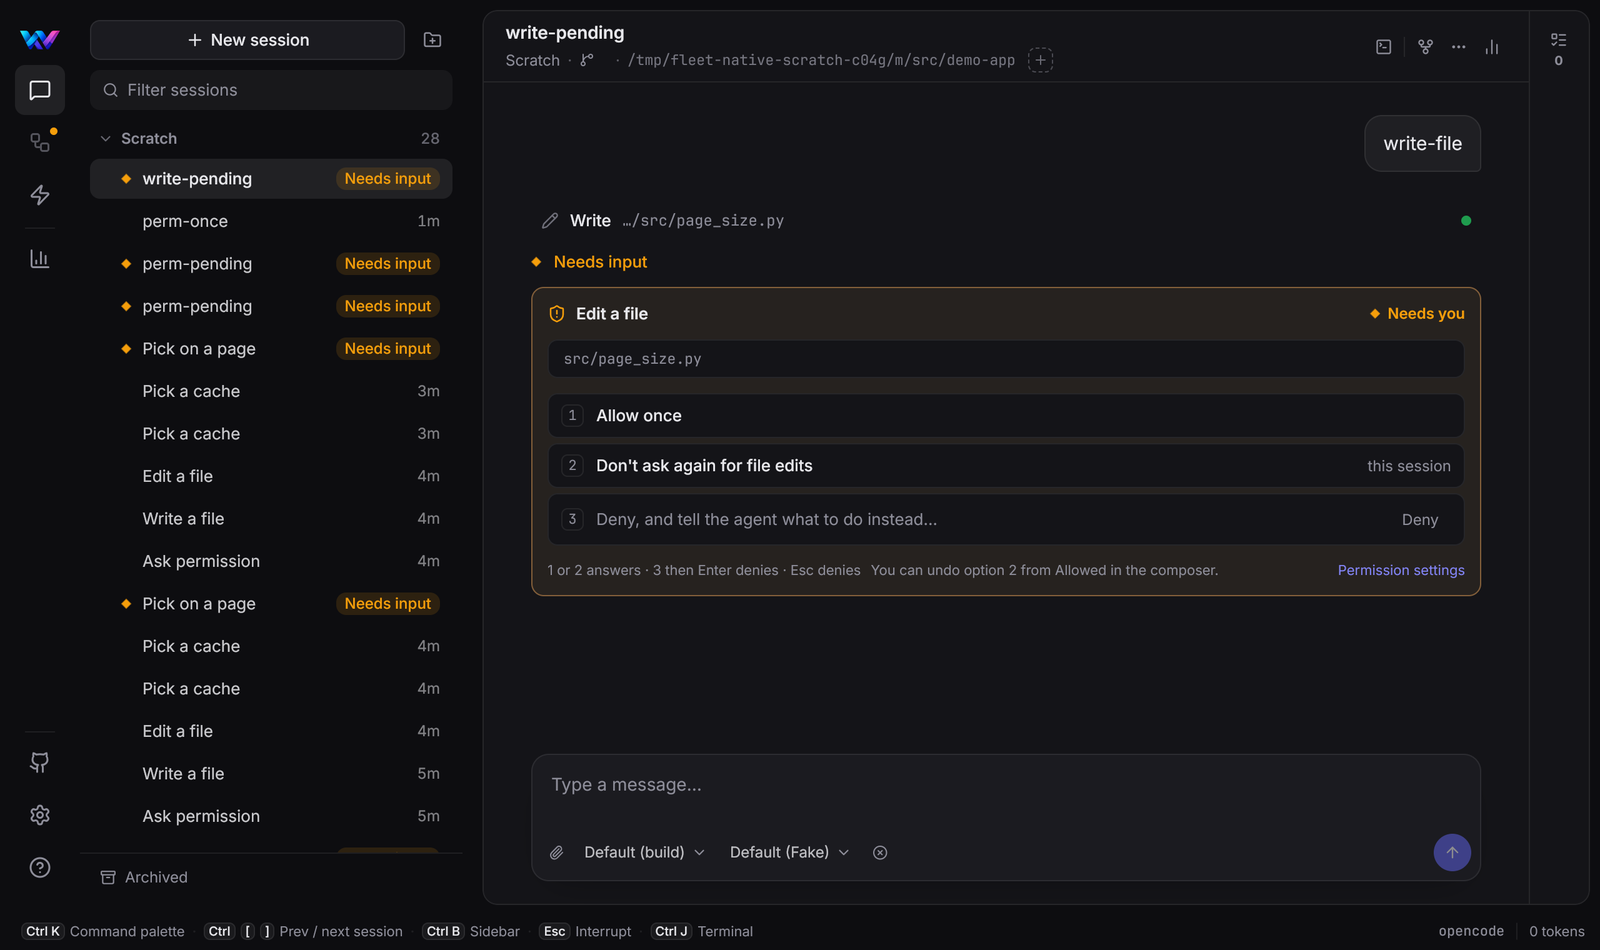 New session
Filter sessions
Scratch 28
write-pending Needs input
perm-once 1m
perm-pending Needs input
perm-pending Needs input
Pick on a page Needs input
Pick a cache 3m
Pick a cache 3m
Edit a file 4m
Write a file 4m
Ask permission 4m
Pick on a page Needs input
Pick a cache 4m
Pick a cache 4m
Edit a file 4m
Write a file 5m
Ask permission 5m
Archived
write-pending
Scratch · · /tmp/fleet-native-scratch-c04g/m/src/demo-app
0
write-file
Write …/src/page_size.py
Needs input
Edit a file Needs you
src/page_size.py
1 Allow once
2 Don't ask again for file edits this session
3 Deny, and tell the agent what to do instead... Deny
1 or 2 answers · 3 then Enter denies · Esc denies You can undo option 2 from Allowed in the composer. Permission settings
Type a message...
Default (build) Default (Fake)
Ctrl K Command palette · Ctrl [ ] Prev / next session · Ctrl B Sidebar · Esc Interrupt · Ctrl J Terminal
opencode 0 tokens